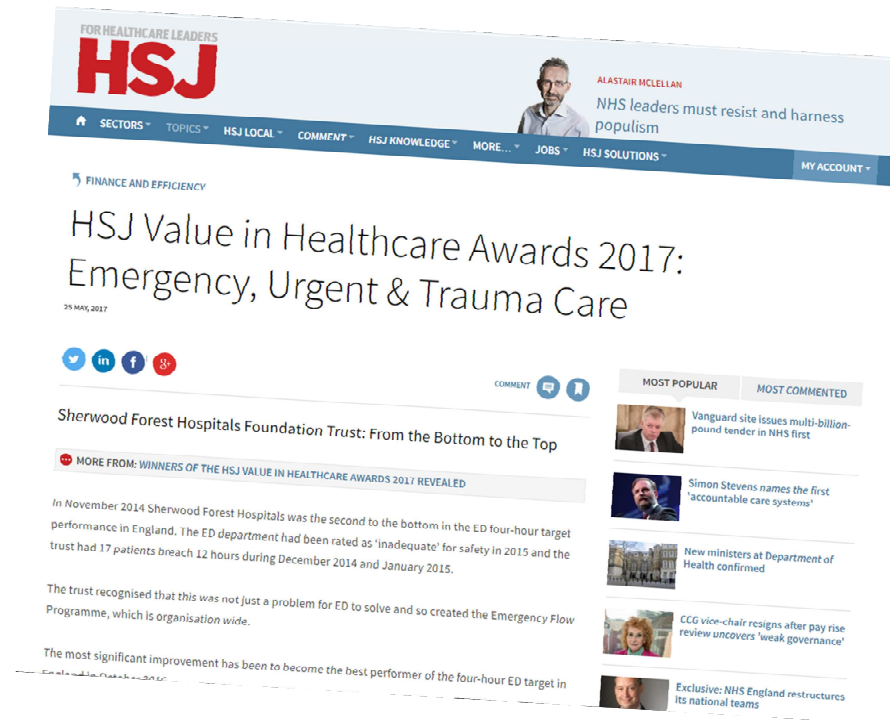 FOR HEALTHCARE LEADERS
HSJ
ALASTAIR MCLELLAN
NHS leaders must resist and harness
populism
SECTORS
TOPICS
HSJ LOCAL
COMMENT
HSJ KNOWLEDGE
MORE...
JOBS
HSJ SOLUTIONS
MY ACCOUNT
FINANCE AND EFFICIENCY
HSJ Value in Healthcare Awards 2017:
Emergency, Urgent & Trauma Care
25 MAY, 2017
COMMENT
Sherwood Forest Hospitals Foundation Trust: From the Bottom to the Top
MORE FROM: WINNERS OF THE HSJ VALUE IN HEALTHCARE AWARDS 2017 REVEALED
In November 2014 Sherwood Forest Hospitals was the second to the bottom in the ED four-hour target
performance in England. The ED department had been rated as 'inadequate' for safety in 2015 and the
trust had 17 patients breach 12 hours during December 2014 and January 2015.
The trust recognised that this was not just a problem for ED to solve and so created the Emergency Flow
Programme, which is organisation wide.
The most significant improvement has been to become the best performer of the four-hour ED target in
England in October 2016
MOST POPULAR
MOST COMMENTED
Vanguard site issues multi-billion-
pound tender in NHS first
Simon Stevens names the first
'accountable care systems'
New ministers at Department of
Health confirmed
CCG vice-chair resigns after pay rise
review uncovers 'weak governance'
Exclusive: NHS England restructures
its national teams